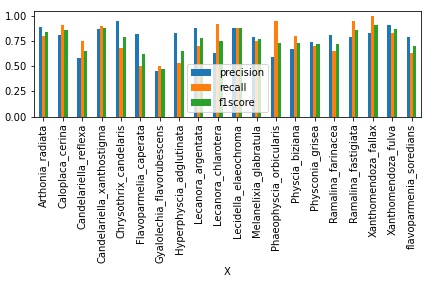 1.00
0.75
0.50
0.25
0.00
precision
recall
f1score
Arthonia_radiata
Caloplaca_cerina
Candelariella_reflexa
Candelariella_xanthostigma
Chrysothrix_candelaris
Flavoparmelia_caperata
Gyalolechia_flavorubescens
Hyperphyscia_adglutinata
Lecanora_argentata
Lecanora_chlarotera
Lecidella_elaeochroma
Melanelixia_glabratula
Phaeophyscia_orbicularis
Physcia_biziana
Physconia_grisea
Ramalina_farinacea
Ramalina_fastigiata
Xanthomendoza_fallax
Xanthomendoza_fulva
flavoparmenia_soredians
X